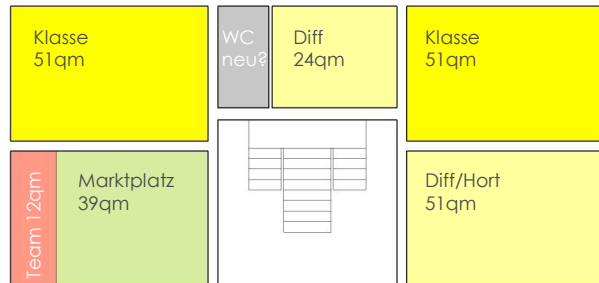 Klasse
51qm
WC
neu?
Diff
24qm
Klasse
51qm
Team 12qm
Marktplatz
39qm
Diff/Hort
51qm